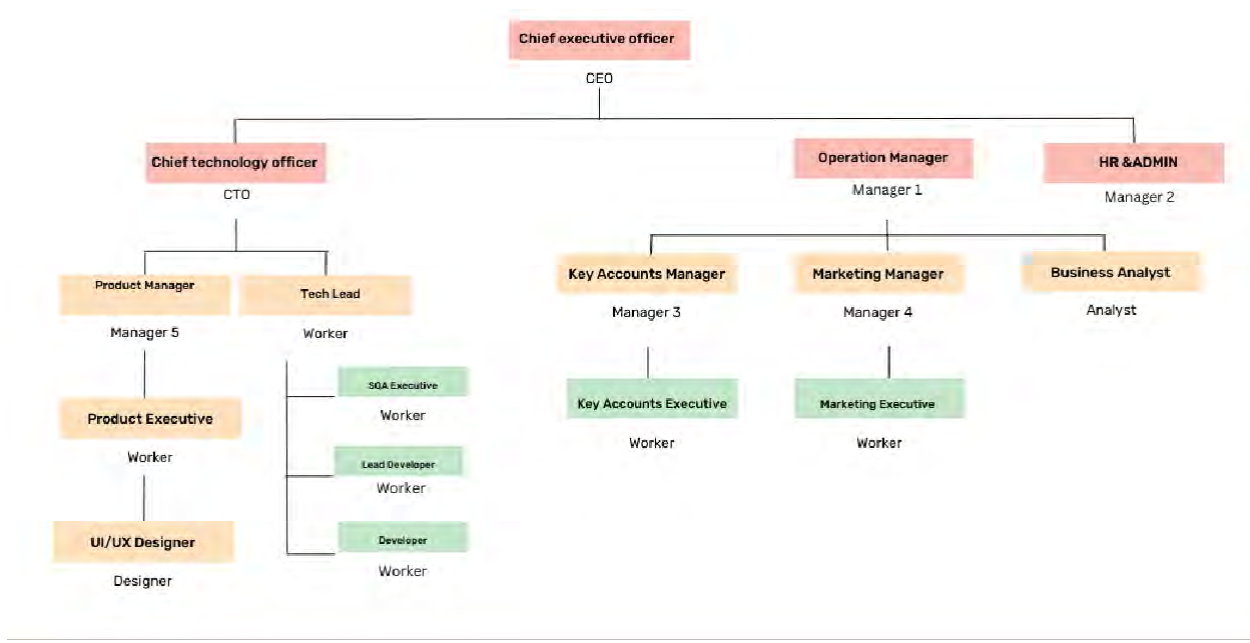 Chief executive officer
CEO
Chief technology officer
CTO
Operation Manager
Manager 1
HR &ADMIN
Manager 2
Product Manager
Manager 5
Tech Lead
Worker
Key Accounts Manager
Manager 3
Marketing Manager
Manager 4
Business Analyst
Analyst
Product Executive
Worker
SQA Executive
Worker
Lead Developer
Worker
Developer
Worker
Key Accounts Executive
Worker
Marketing Executive
Worker
UI/UX Designer
Designer